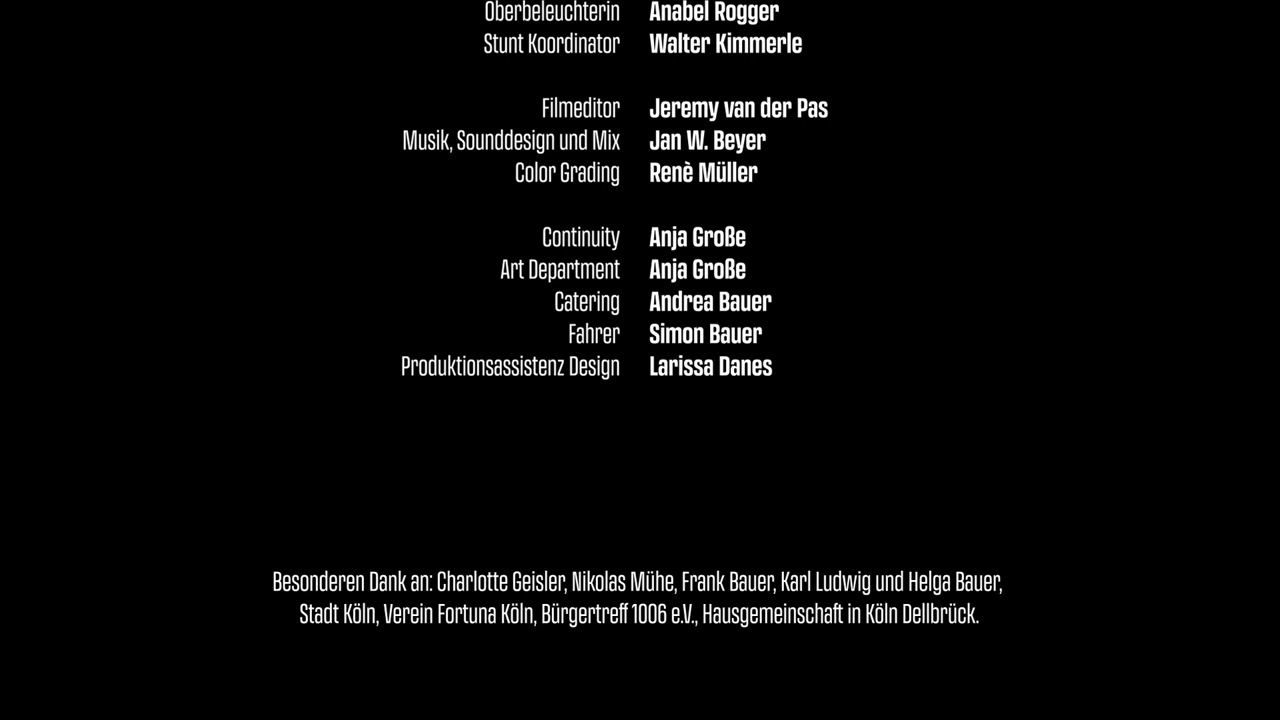 Oberbeleuchterin Anabel Rogger
Stunt Koordinator Walter Kimmerle
Filmeditor Jeremy van der Pas
Musik, Sounddesign und Mix Jan W. Beyer
Color Grading Renè Müller
Continuity Anja Große
Art Department Anja Große
Catering Andrea Bauer
Fahrer Simon Bauer
Produktionsassistenz Design Larissa Danes
Besonderen Dank an: Charlotte Geisler, Nikolas Mühe, Frank Bauer, Karl Ludwig und Helga Bauer,
Stadt Köln, Verein Fortuna Köln, Bürgertreff 1006 e.V., Hausgemeinschaft in Köln Dellbrück.